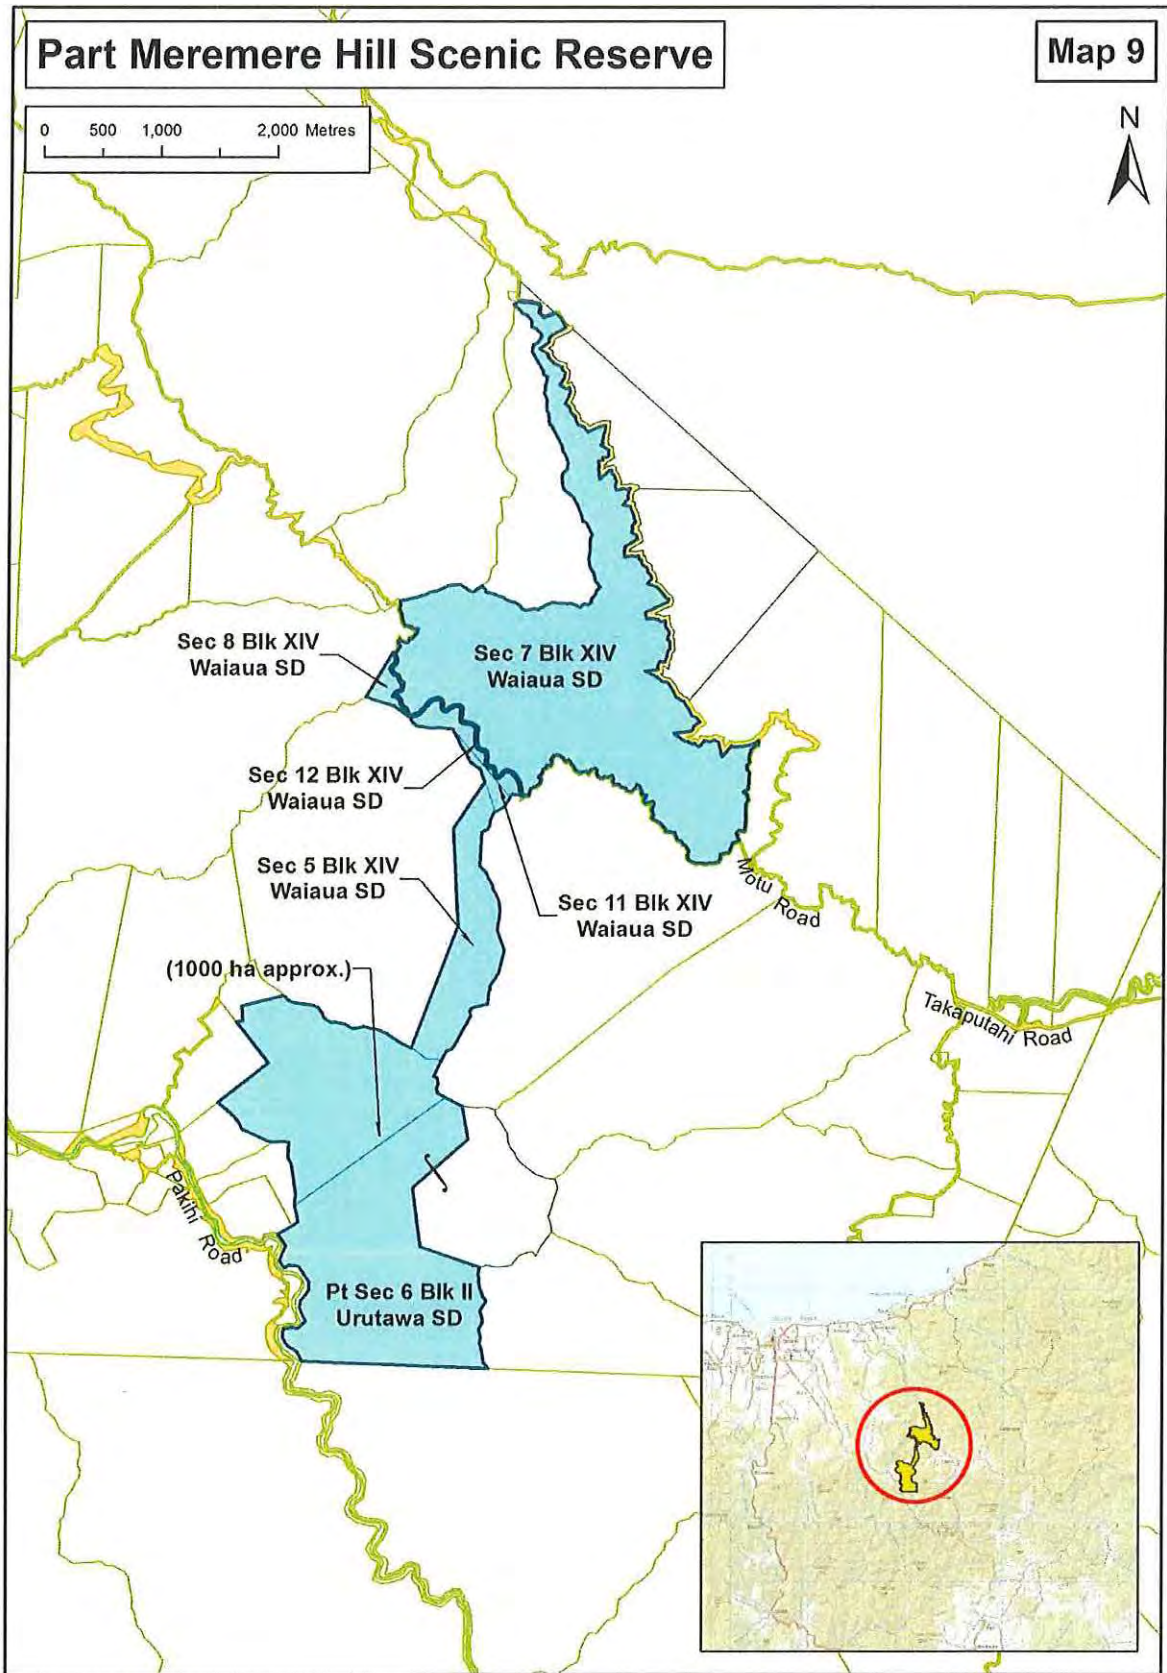 Part Meremere Hill Scenic Reserve
Map 9
0 500 1,000 2,000 Metres
N
Sec 8 Blk XIV
Waiaua SD
Sec 7 Blk XIV
Waiaua SD
Sec 12 Blk XIV
Waiaua SD
Sec 5 Blk XIV
Waiaua SD
Sec 11 Blk XIV
Waiaua SD
Motu Road
(1000 ha approx.)
Takaputahi Road
Pakihi Road
Pt Sec 6 Blk II
Urutawa SD